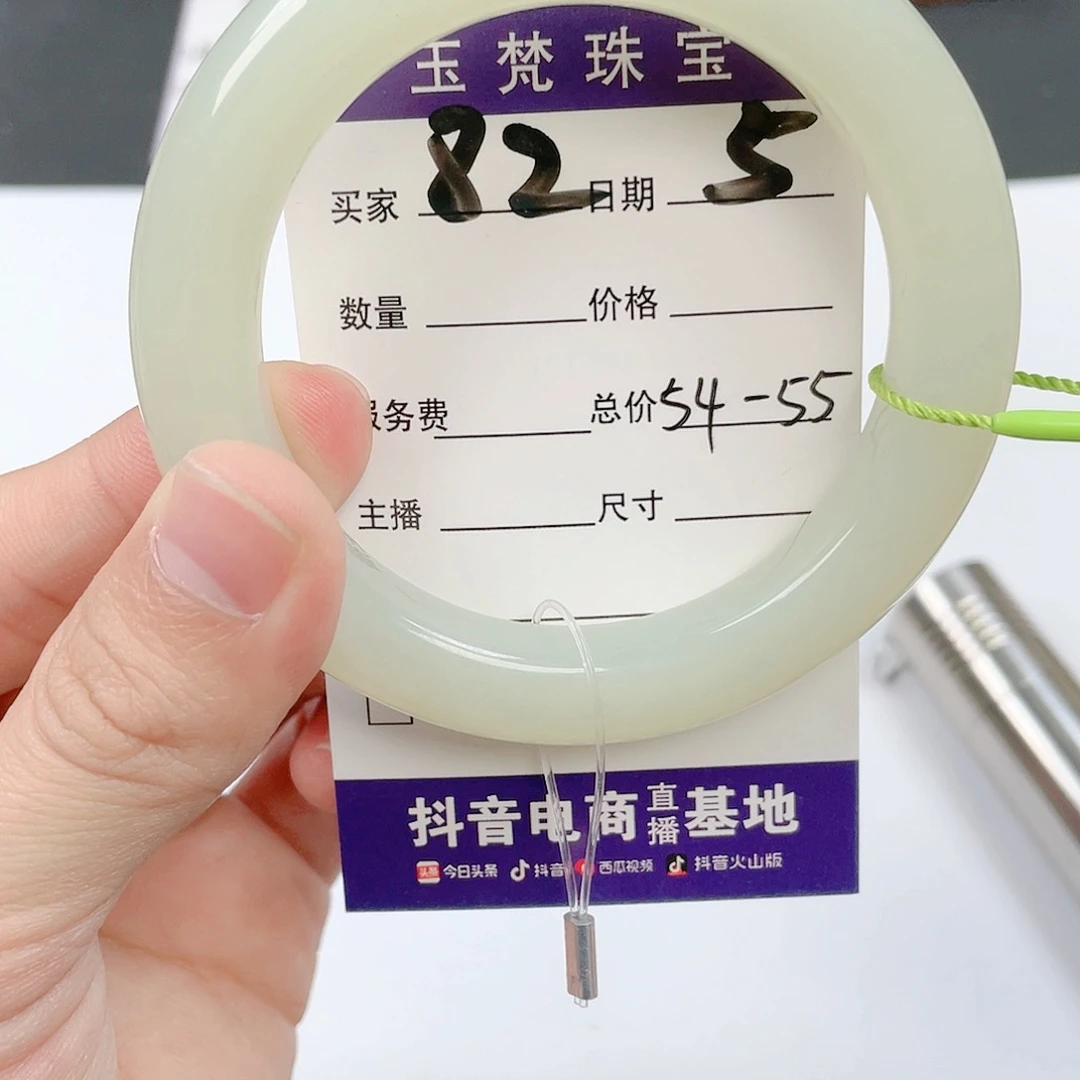 玉梵珠宝
买家 82 日期 5
数量 价格
服务费 总价 54-55
主播 尺寸
抖音电商直播基地
头条 今日头条 抖音 西瓜视频 抖音火山版